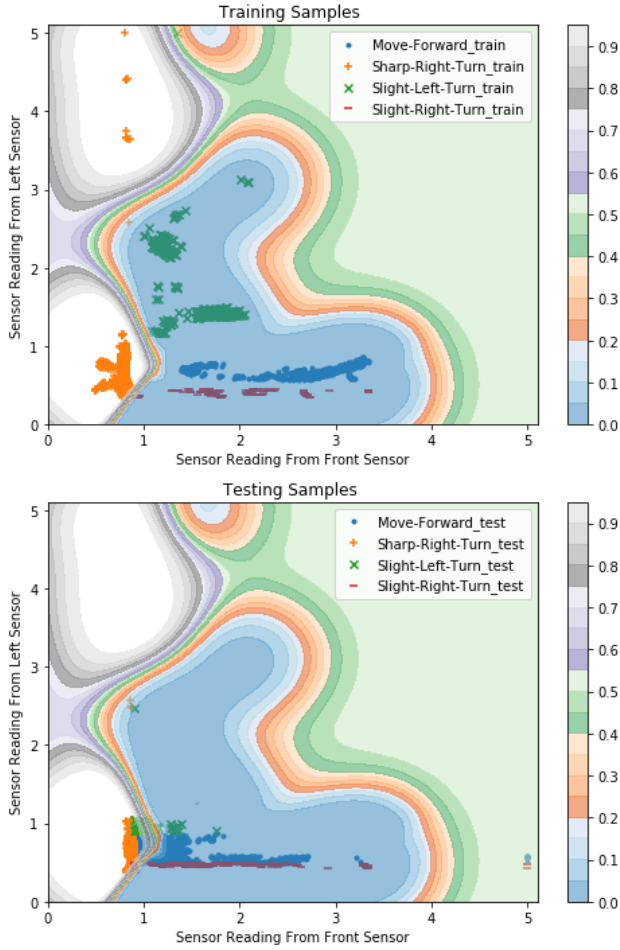 Training Samples
Sensor Reading From Left Sensor
5
4
3
2
1
0
Move-Forward_train
Sharp-Right-Turn_train
Slight-Left-Turn_train
Slight-Right-Turn_train
0 1 2 3 4 5
Sensor Reading From Front Sensor
0.9
0.8
0.7
0.6
0.5
0.4
0.3
0.2
0.1
0.0
Testing Samples
Sensor Reading From Left Sensor
5
4
3
2
1
0
Move-Forward_test
Sharp-Right-Turn_test
Slight-Left-Turn_test
Slight-Right-Turn_test
0 1 2 3 4 5
Sensor Reading From Front Sensor
0.9
0.8
0.7
0.6
0.5
0.4
0.3
0.2
0.1
0.0